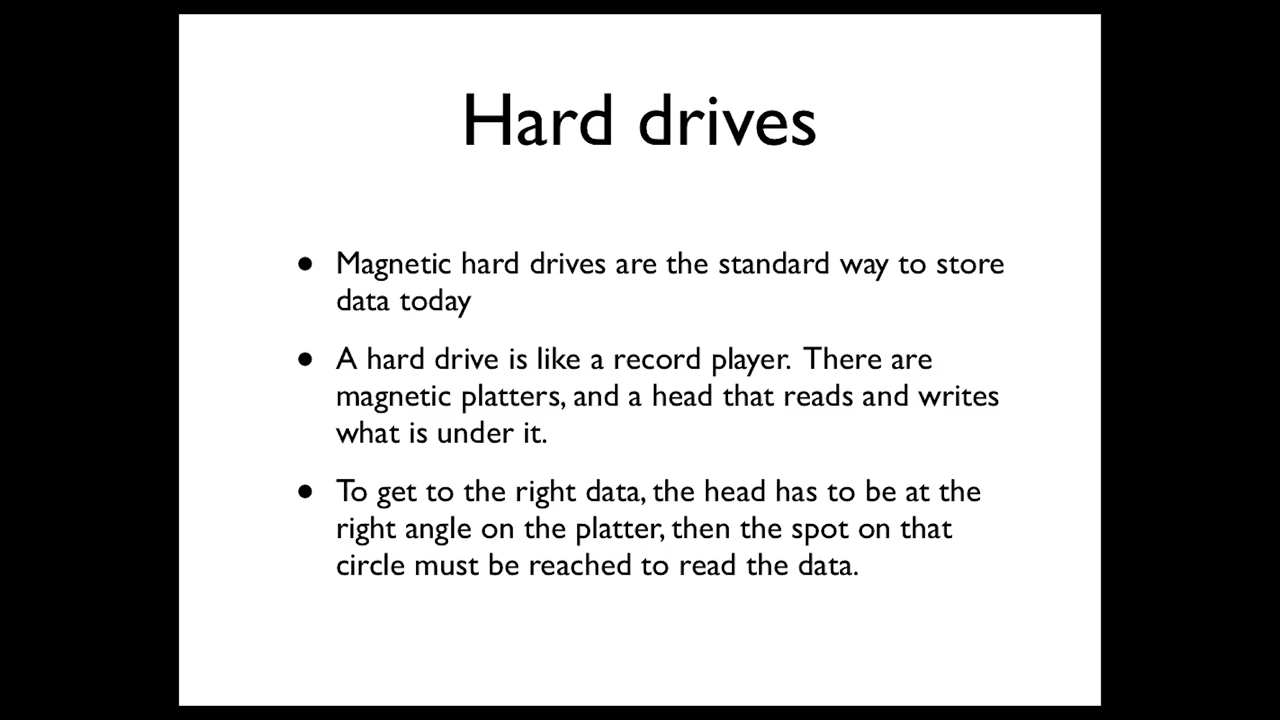 Hard drives
• Magnetic hard drives are the standard way to store
data today
• A hard drive is like a record player. There are
magnetic platters, and a head that reads and writes
what is under it.
• To get to the right data, the head has to be at the
right angle on the platter, then the spot on that
circle must be reached to read the data.